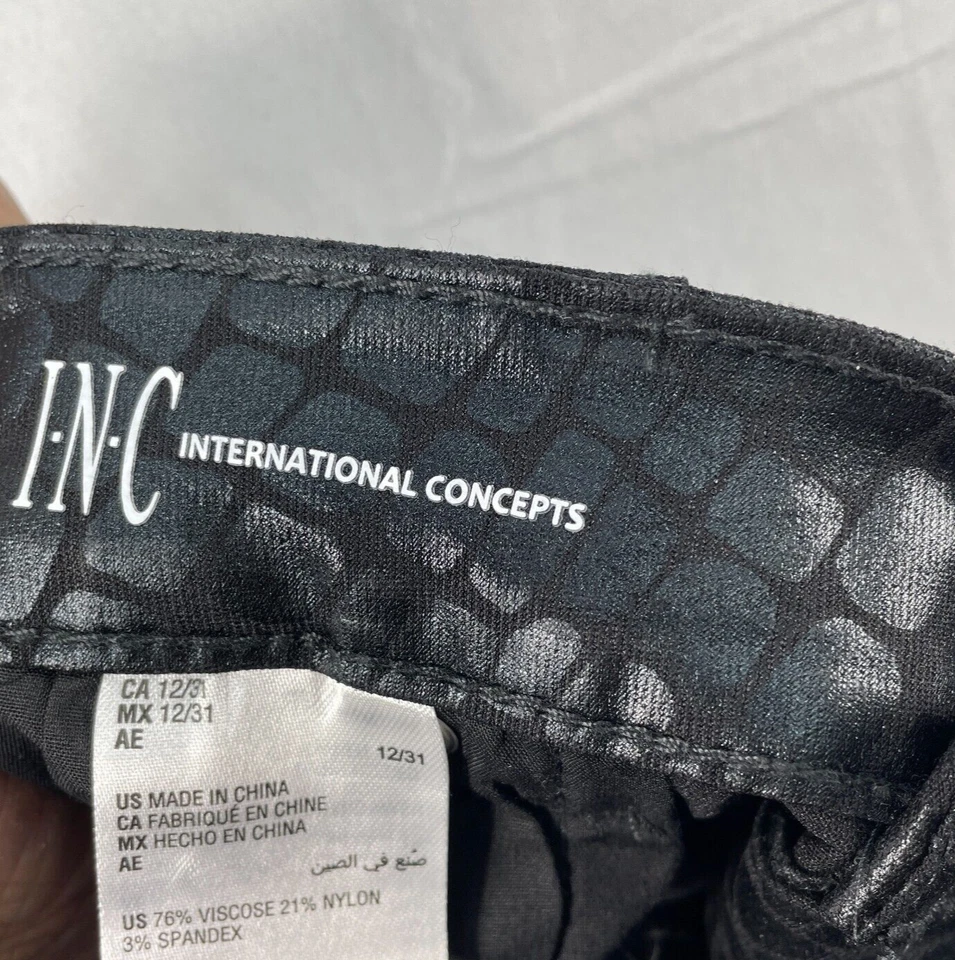 I·N·C INTERNATIONAL CONCEPTS
CA 12/31
MX 12/31
AE
12/31
US MADE IN CHINA
CA FABRIQUÉ EN CHINE
MX HECHO EN CHINA
AE صنع في الصين
US 76% VISCOSE 21% NYLON
3% SPANDEX